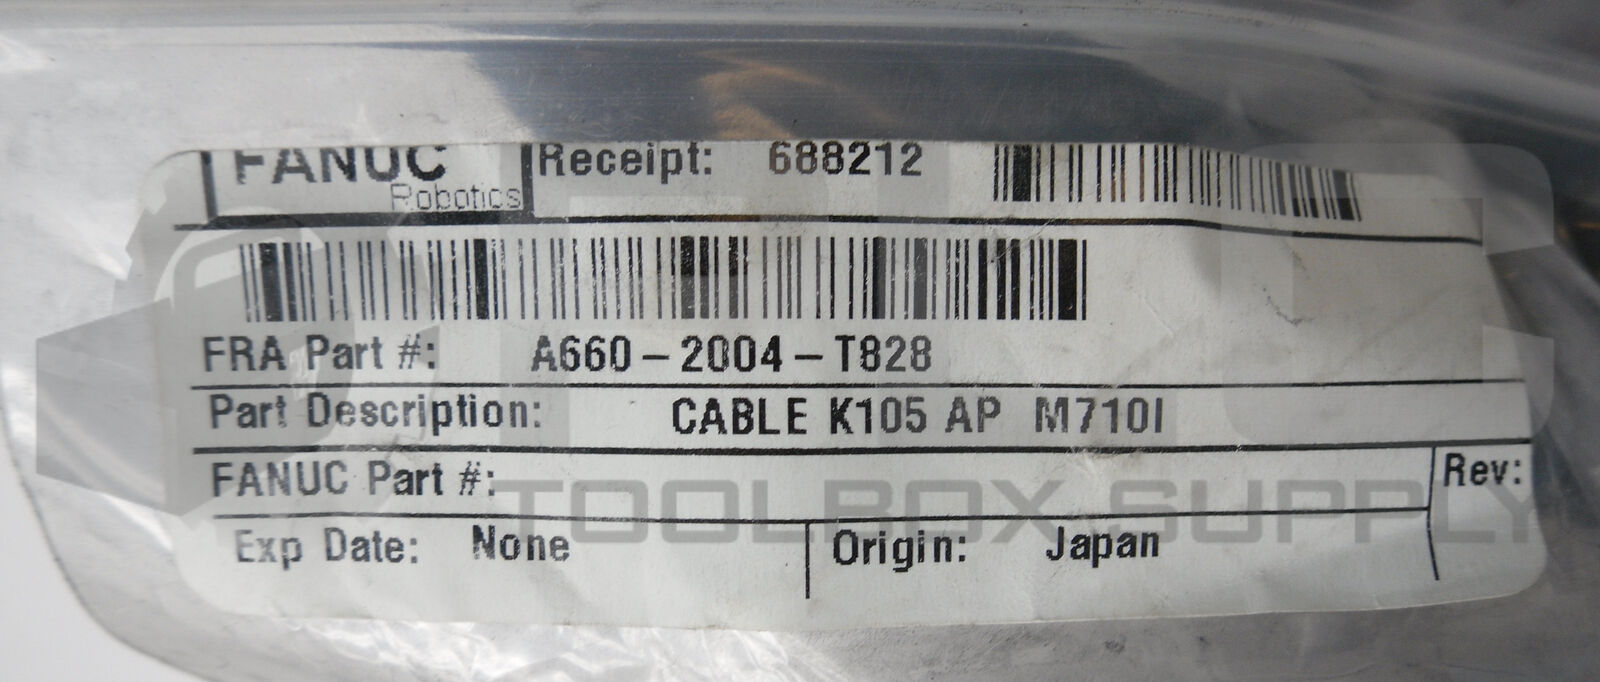 FANUC Receipt: 688212
Robotics
FRA Part #: A660-2004-T828
Part Description: CABLE K105 AP M710I
FANUC Part #: Rev:
TOOLBOX SUPPLY
Exp Date: None Origin: Japan